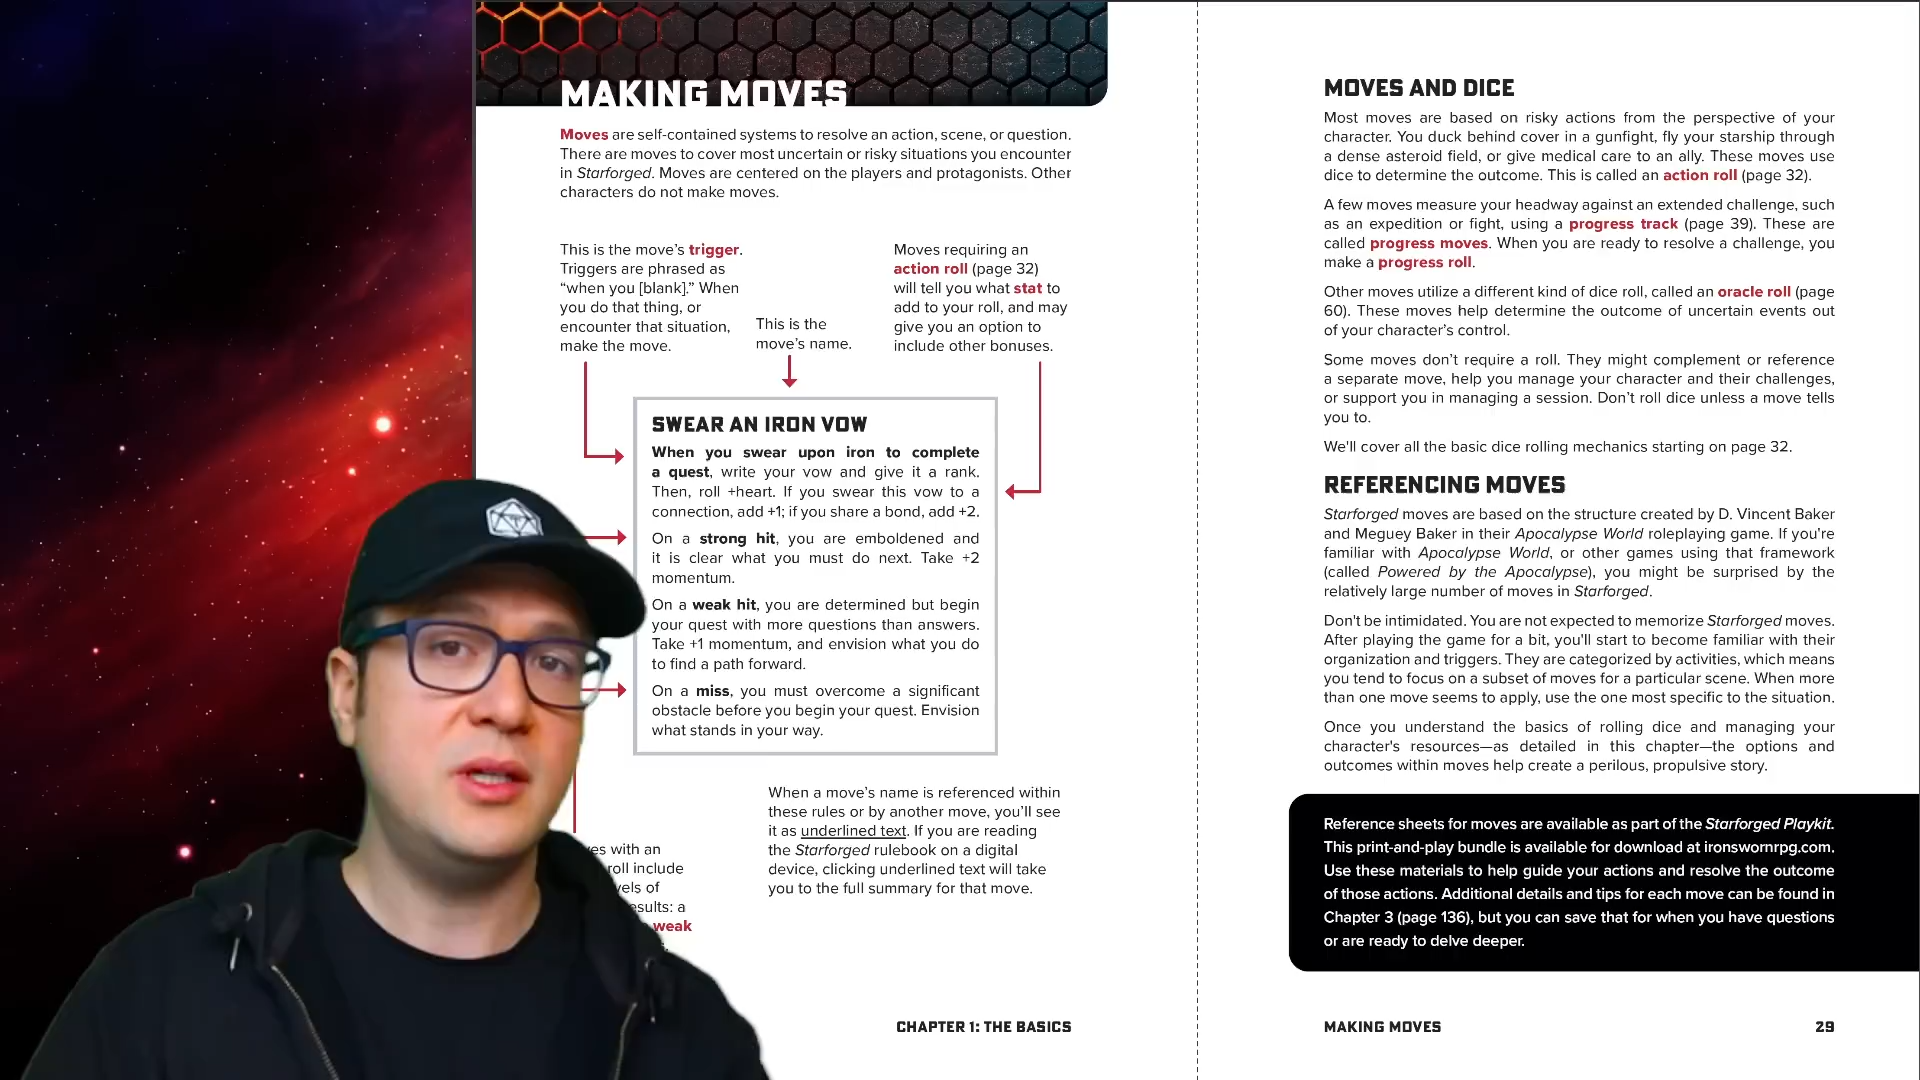 MAKING MOVES
Moves are self-contained systems to resolve an action, scene, or question.
There are moves to cover most uncertain or risky situations you encounter
in Starforged. Moves are centered on the players and protagonists. Other
characters do not make moves.
This is the move's trigger.
Triggers are phrased as
“when you [blank].” When
you do that thing, or
encounter that situation,
make the move.
This is the
move's name.
Moves requiring an
action roll (page 32)
will tell you what stat to
add to your roll, and may
give you an option to
include other bonuses.
SWEAR AN IRON VOW
When you swear upon iron to complete
a quest, write your vow and give it a rank.
Then, roll +heart. If you swear this vow to a
connection, add +1; if you share a bond, add +2.
On a strong hit, you are emboldened and
it is clear what you must do next. Take +2
momentum.
On a weak hit, you are determined but begin
your quest with more questions than answers.
Take +1 momentum, and envision what you do
to find a path forward.
On a miss, you must overcome a significant
obstacle before you begin your quest. Envision
what stands in your way.
with an
roll include
of
a
weak
When a move's name is referenced within
these rules or by another move, you'll see
it as underlined text. If you are reading
the Starforged rulebook on a digital
device, clicking underlined text will take
you to the full summary for that move.
CHAPTER 1: THE BASICS
MOVES AND DICE
Most moves are based on risky actions from the perspective of your
character. You duck behind cover in a gunfight, fly your starship through
a dense asteroid field, or give medical care to an ally. These moves use
dice to determine the outcome. This is called an action roll (page 32).
A few moves measure your headway against an extended challenge, such
as an expedition or fight, using a progress track (page 39). These are
called progress moves. When you are ready to resolve a challenge, you
make a progress roll.
Other moves utilize a different kind of dice roll, called an oracle roll (page
60). These moves help determine the outcome of uncertain events out
of your character's control.
Some moves don't require a roll. They might complement or reference
a separate move, help you manage your character and their challenges,
or support you in managing a session. Don't roll dice unless a move tells
you to.
We'll cover all the basic dice rolling mechanics starting on page 32.
REFERENCING MOVES
Starforged moves are based on the structure created by D. Vincent Baker
and Meguey Baker in their Apocalypse World roleplaying game. If you're
familiar with Apocalypse World, or other games using that framework
(called Powered by the Apocalypse), you might be surprised by the
relatively large number of moves in Starforged.
Don't be intimidated. You are not expected to memorize Starforged moves.
After playing the game for a bit, you'll start to become familiar with their
organization and triggers. They are categorized by activities, which means
you tend to focus on a subset of moves for a particular scene. When more
than one move seems to apply, use the one most specific to the situation.
Once you understand the basics of rolling dice and managing your
character's resources—as detailed in this chapter—the options and
outcomes within moves help create a perilous, propulsive story.
Reference sheets for moves are available as part of the Starforged Playkit.
This print-and-play bundle is available for download at ironswornrpg.com.
Use these materials to help guide your actions and resolve the outcome
of those actions. Additional details and tips for each move can be found in
Chapter 3 (page 136), but you can save that for when you have questions
or are ready to delve deeper.
MAKING MOVES
29